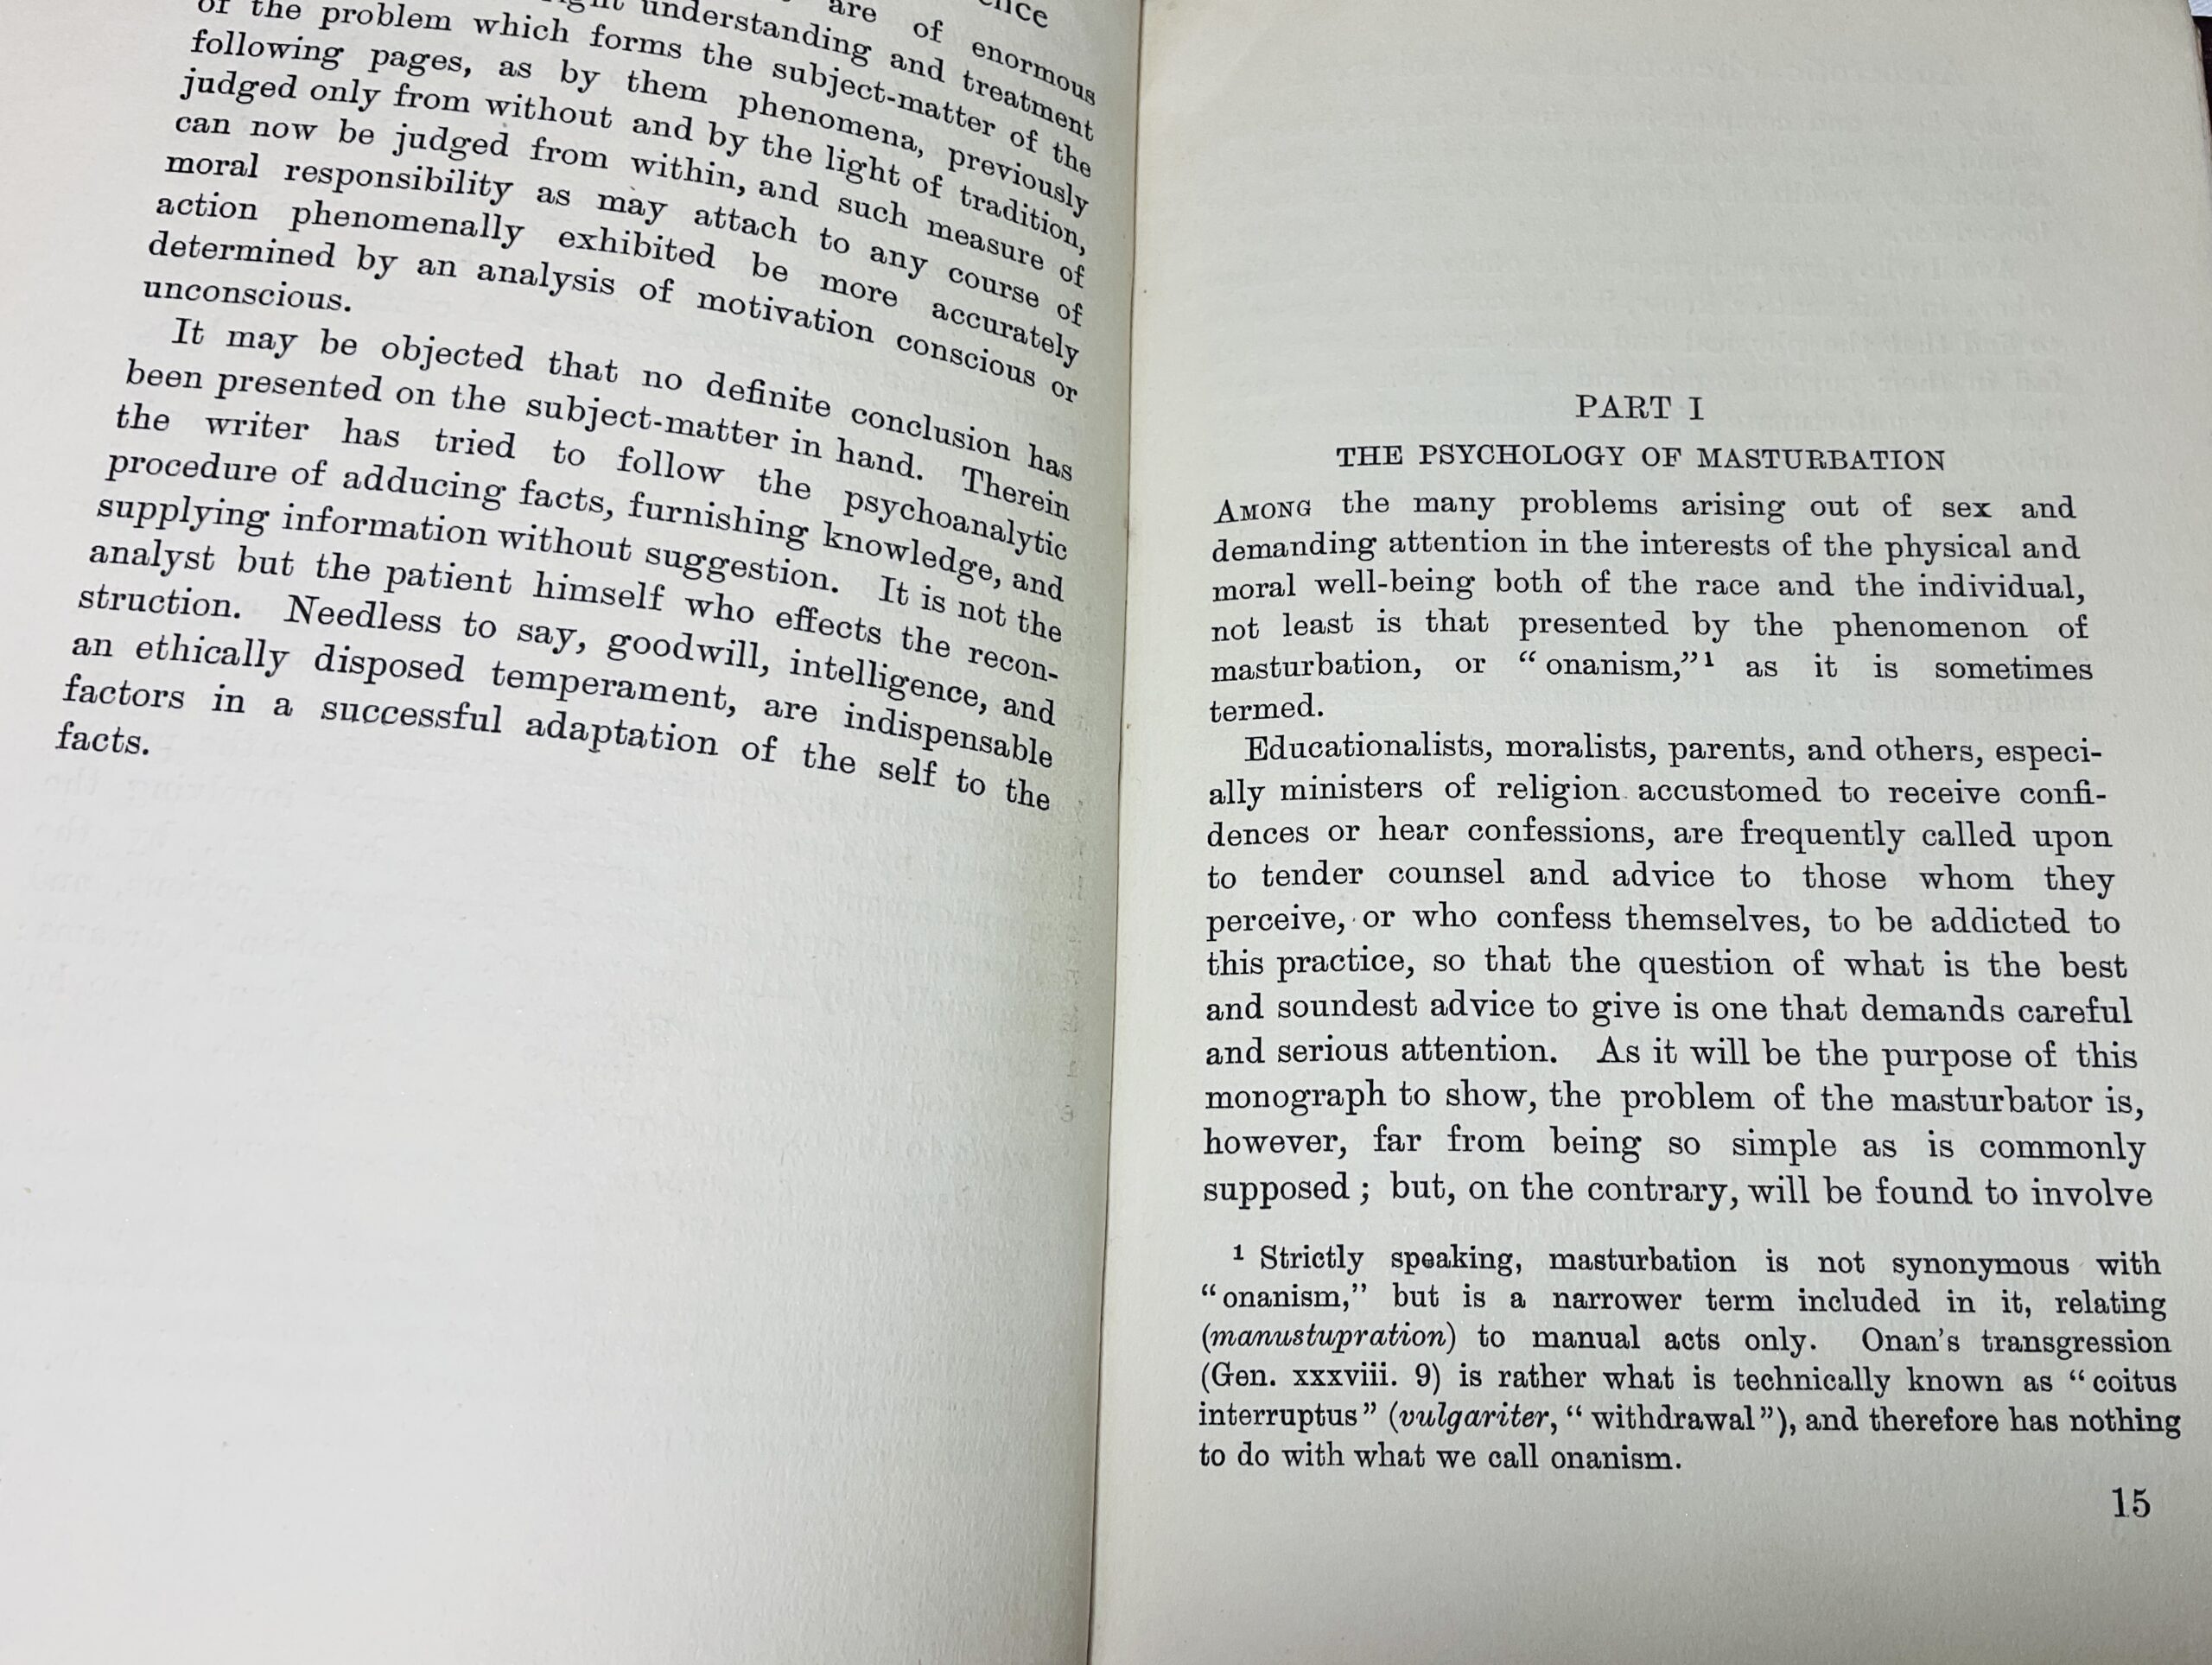 are of enormous
understanding and treatment
of the problem which forms the subject-matter of the
following pages, as by them phenomena, previously
judged only from without and by the light of tradition,
can now be judged from within, and such measure of
moral responsibility as may attach to any course of
action phenomenally exhibited be more accurately
determined by an analysis of motivation conscious or
unconscious.
It may be objected that no definite conclusion has
been presented on the subject-matter in hand. Therein
the writer has tried to follow the psychoanalytic
procedure of adducing facts, furnishing knowledge, and
supplying information without suggestion. It is not the
analyst but the patient himself who effects the recon-
struction. Needless to say, goodwill, intelligence, and
an ethically disposed temperament, are indispensable
factors in a successful adaptation of the self to the
facts.
PART I
THE PSYCHOLOGY OF MASTURBATION
AMONG the many problems arising out of sex and
demanding attention in the interests of the physical and
moral well-being both of the race and the individual,
not least is that presented by the phenomenon of
masturbation, or “onanism,”¹ as it is sometimes
termed.
Educationalists, moralists, parents, and others, especi-
ally ministers of religion accustomed to receive confi-
dences or hear confessions, are frequently called upon
to tender counsel and advice to those whom they
perceive, or who confess themselves, to be addicted to
this practice, so that the question of what is the best
and soundest advice to give is one that demands careful
and serious attention. As it will be the purpose of this
monograph to show, the problem of the masturbator is,
however, far from being so simple as is commonly
supposed; but, on the contrary, will be found to involve
¹ Strictly speaking, masturbation is not synonymous with
“onanism,” but is a narrower term included in it, relating
(manustupration) to manual acts only. Onan's transgression
(Gen. xxxviii. 9) is rather what is technically known as “coitus
interruptus” (vulgariter, “withdrawal”), and therefore has nothing
to do with what we call onanism.
15